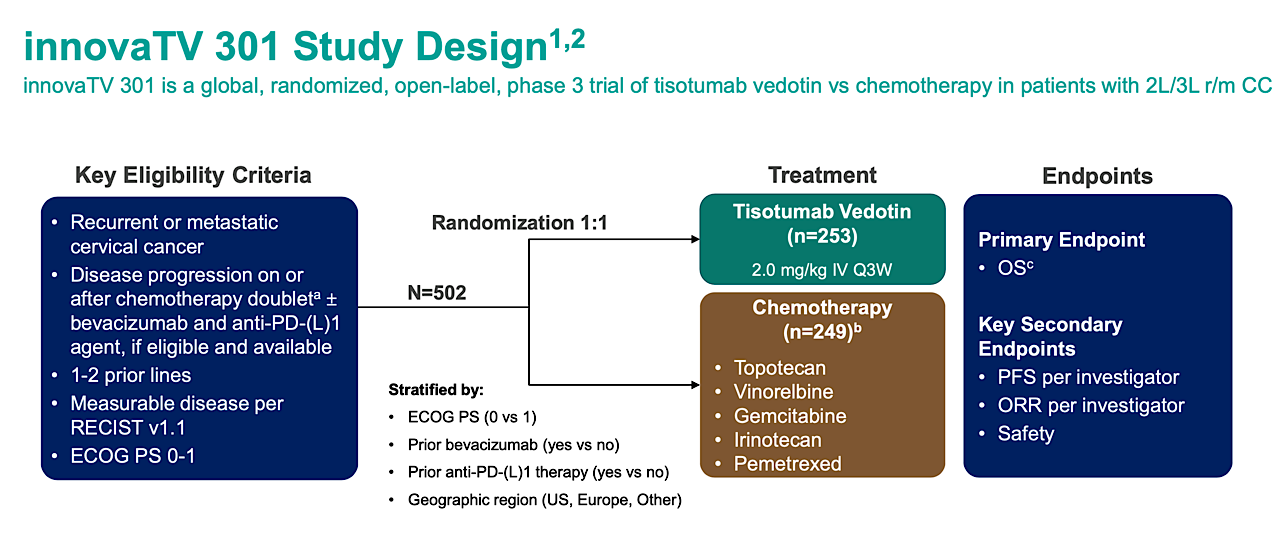 innovaTV 301 Study Design1,2
innovaTV 301 is a global, randomized, open-label, phase 3 trial of tisotumab vedotin vs chemotherapy in patients with 2L/3L r/m CC
Key Eligibility Criteria
• Recurrent or metastatic
cervical cancer
• Disease progression on or
after chemotherapy doubletᵃ ±
bevacizumab and anti-PD-(L)1
agent, if eligible and available
• 1-2 prior lines
• Measurable disease per
RECIST v1.1
• ECOG PS 0-1
Randomization 1:1
N=502
Stratified by:
• ECOG PS (0 vs 1)
• Prior bevacizumab (yes vs no)
• Prior anti-PD-(L)1 therapy (yes vs no)
• Geographic region (US, Europe, Other)
Treatment
Tisotumab Vedotin
(n=253)
2.0 mg/kg IV Q3W
Chemotherapy
(n=249)ᵇ
• Topotecan
• Vinorelbine
• Gemcitabine
• Irinotecan
• Pemetrexed
Endpoints
Primary Endpoint
• OSᶜ
Key Secondary
Endpoints
• PFS per investigator
• ORR per investigator
• Safety